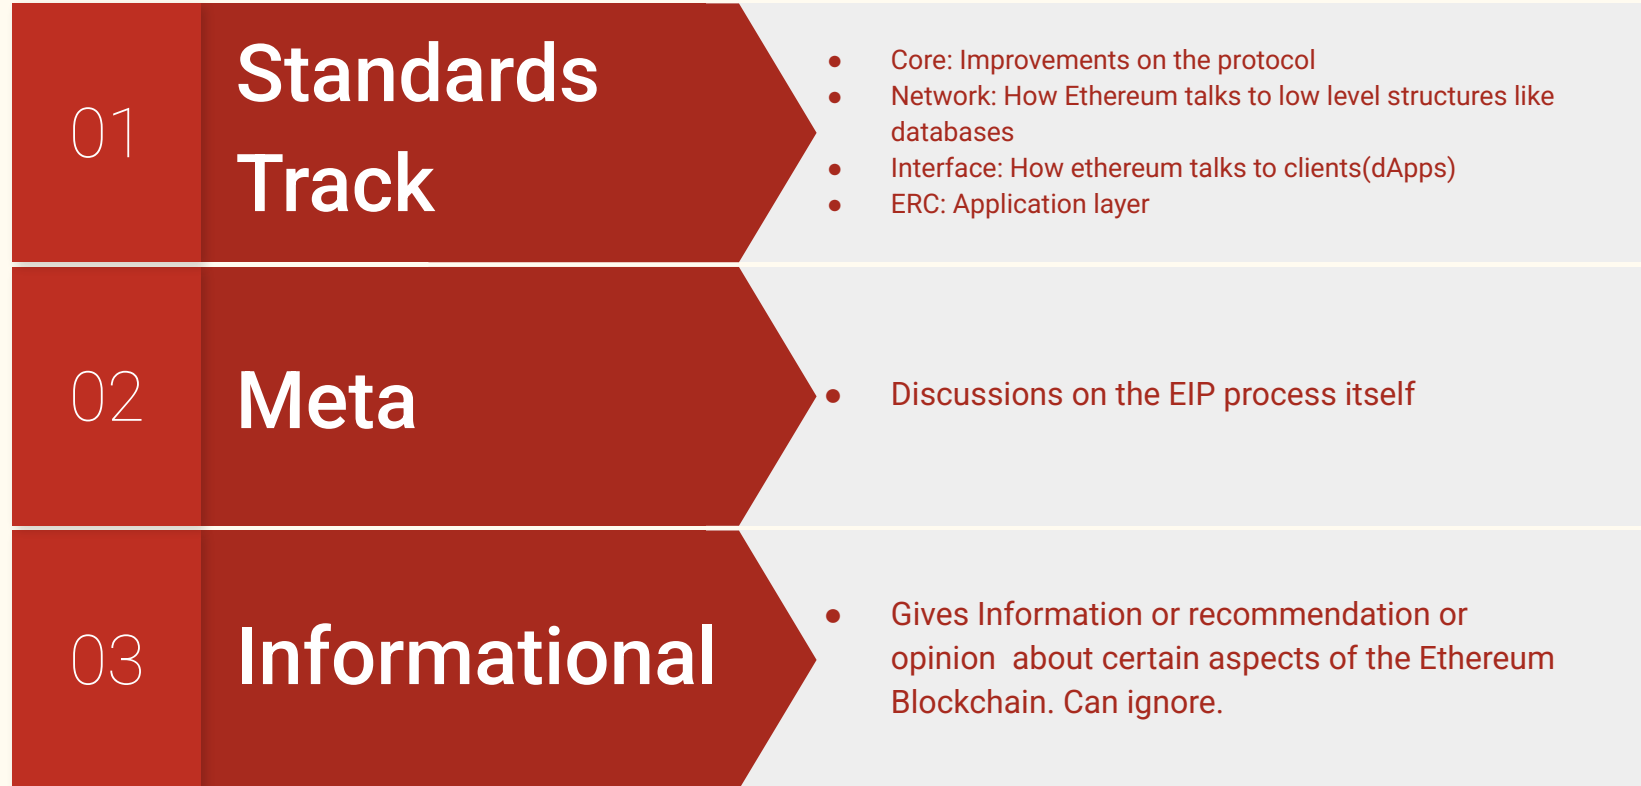 01
Standards
Track
● Core: Improvements on the protocol
● Network: How Ethereum talks to low level structures like
databases
● Interface: How ethereum talks to clients(dApps)
● ERC: Application layer
02
Meta
● Discussions on the EIP process itself
03
Informational
● Gives Information or recommendation or
opinion  about certain aspects of the Ethereum
Blockchain. Can ignore.